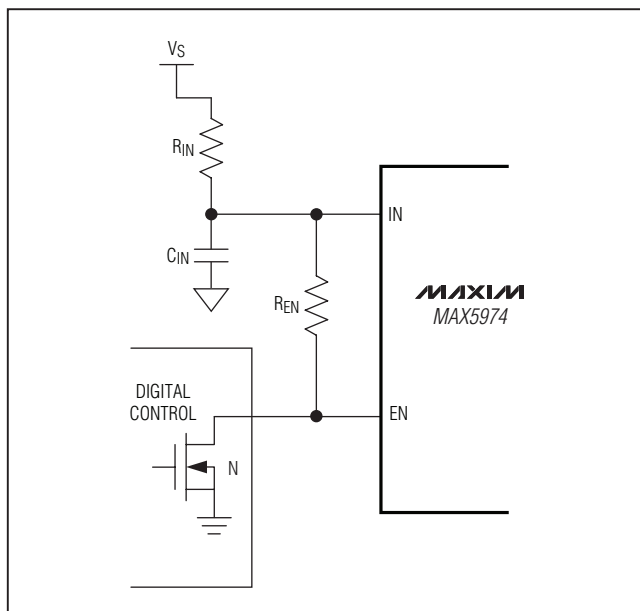 VS
RIN
IN
CIN
REN
MAXIM
MAX5974
DIGITAL
CONTROL
EN
N